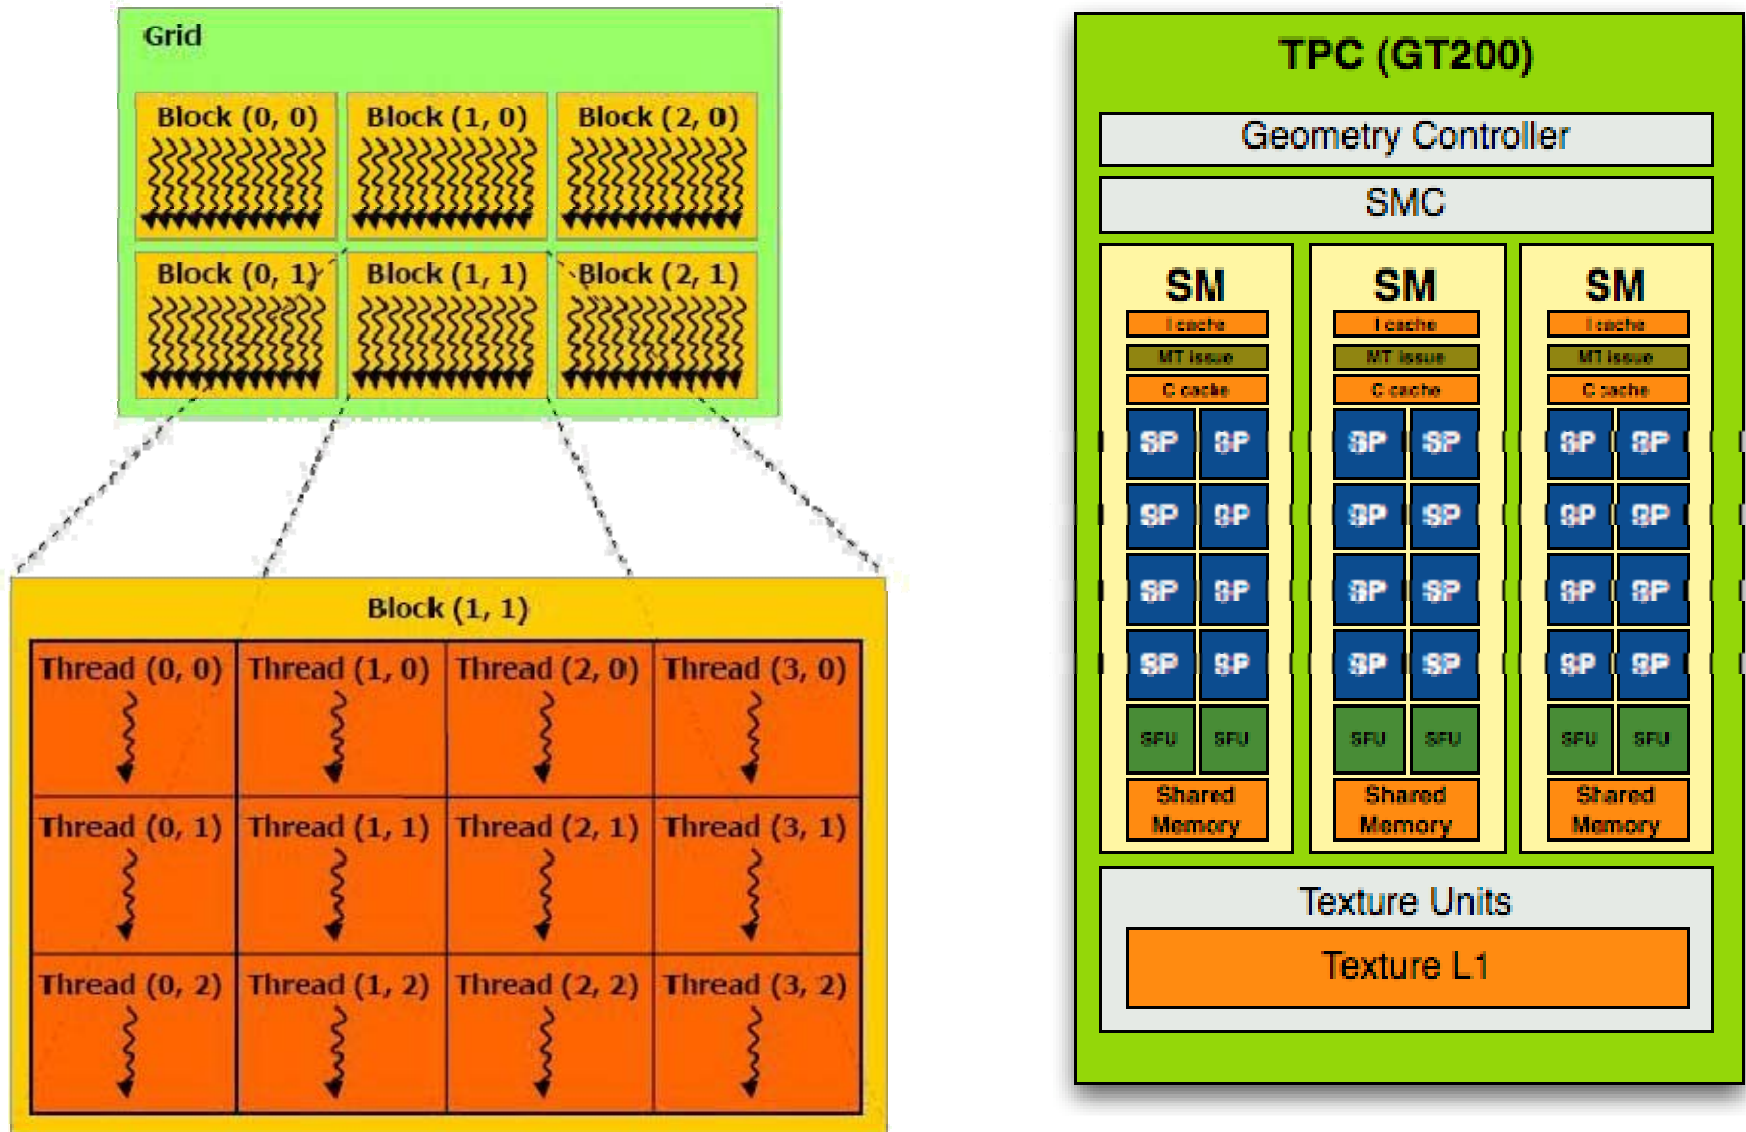 Grid
Block (0, 0) Block (1, 0) Block (2, 0)
Block (0, 1) Block (1, 1) Block (2, 1)
Block (1, 1)
Thread (0, 0) Thread (1, 0) Thread (2, 0) Thread (3, 0)
Thread (0, 1) Thread (1, 1) Thread (2, 1) Thread (3, 1)
Thread (0, 2) Thread (1, 2) Thread (2, 2) Thread (3, 2)
TPC (GT200)
Geometry Controller
SMC
SM SM SM
I cache I cache I cache
MT issue MT issue MT issue
C cache C cache C cache
SP SP SP SP SP SP
SP SP SP SP SP SP
SP SP SP SP SP SP
SP SP SP SP SP SP
SFU SFU SFU SFU SFU SFU
Shared Shared Shared
Memory Memory Memory
Texture Units
Texture L1